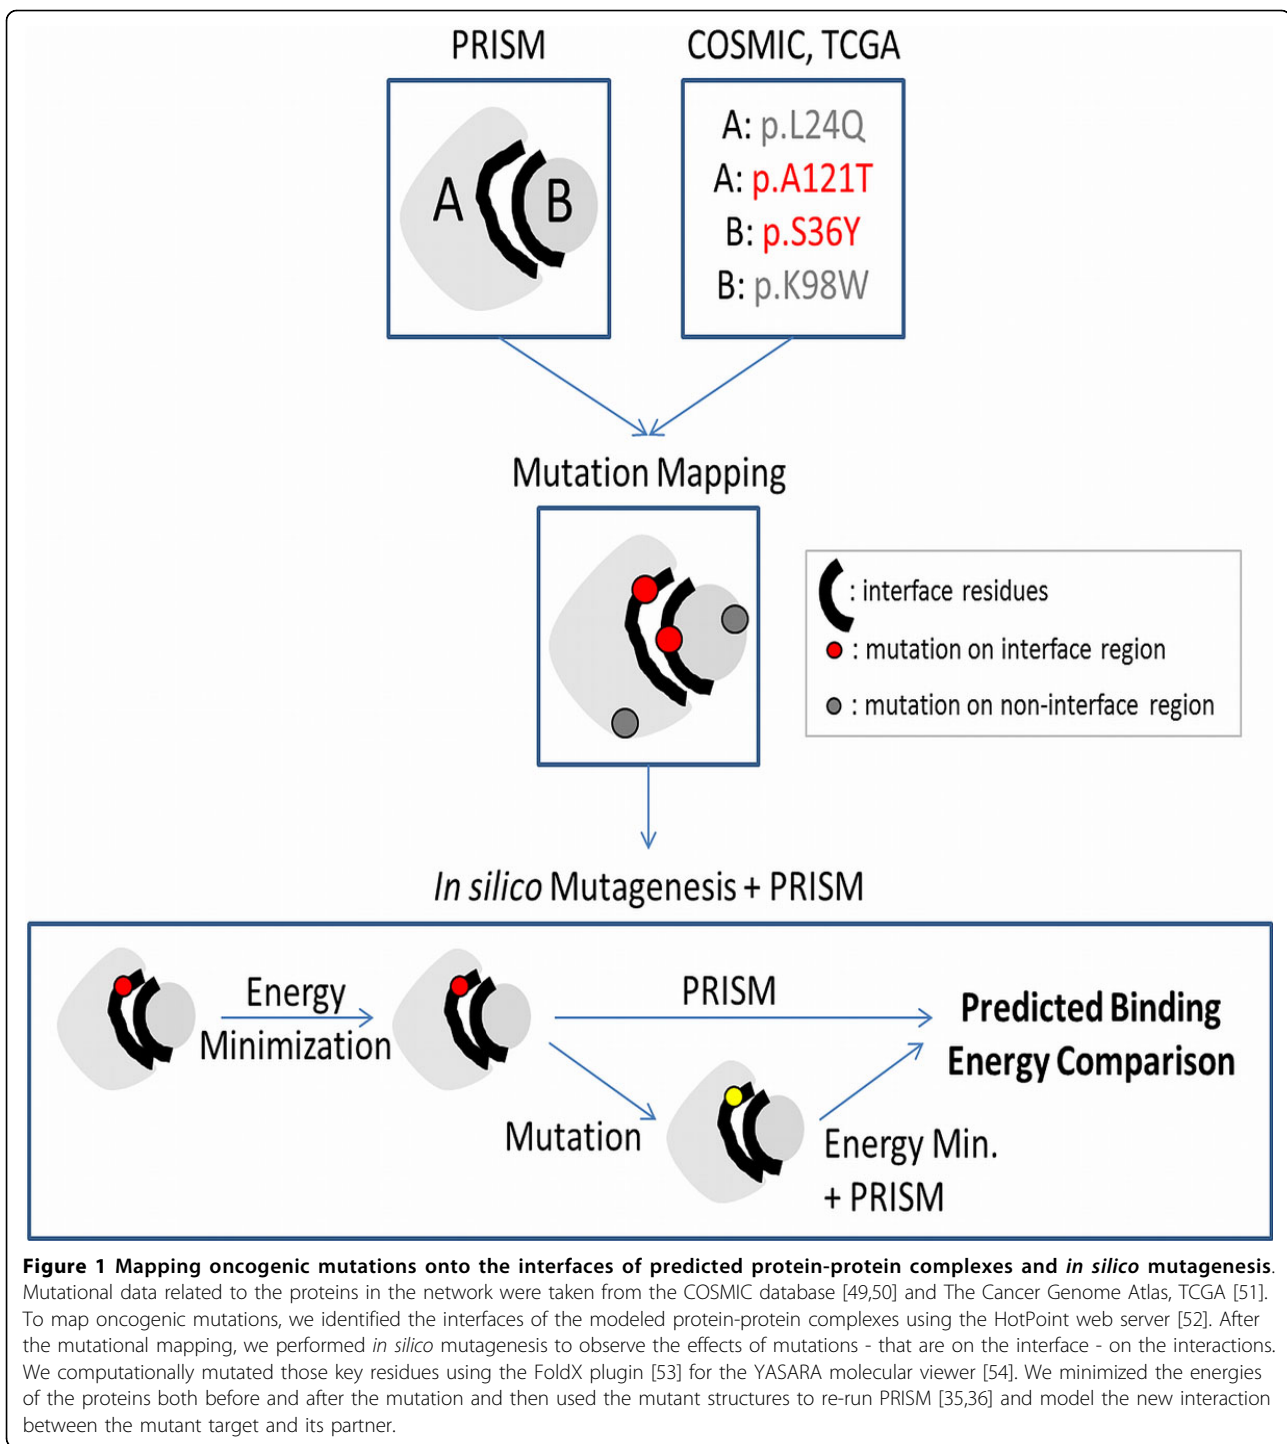 PRISM
COSMIC, TCGA
A
B
A: p.L24Q
A: p.A121T
B: p.S36Y
B: p.K98W
Mutation Mapping
: interface residues
: mutation on interface region
: mutation on non-interface region
In silico Mutagenesis + PRISM
Energy
Minimization
PRISM
Mutation
Energy Min.
+ PRISM
Predicted Binding
Energy Comparison
Figure 1 Mapping oncogenic mutations onto the interfaces of predicted protein-protein complexes and in silico mutagenesis.
Mutational data related to the proteins in the network were taken from the COSMIC database [49,50] and The Cancer Genome Atlas, TCGA [51].
To map oncogenic mutations, we identified the interfaces of the modeled protein-protein complexes using the HotPoint web server [52]. After
the mutational mapping, we performed in silico mutagenesis to observe the effects of mutations - that are on the interface - on the interactions.
We computationally mutated those key residues using the FoldX plugin [53] for the YASARA molecular viewer [54]. We minimized the energies
of the proteins both before and after the mutation and then used the mutant structures to re-run PRISM [35,36] and model the new interaction
between the mutant target and its partner.